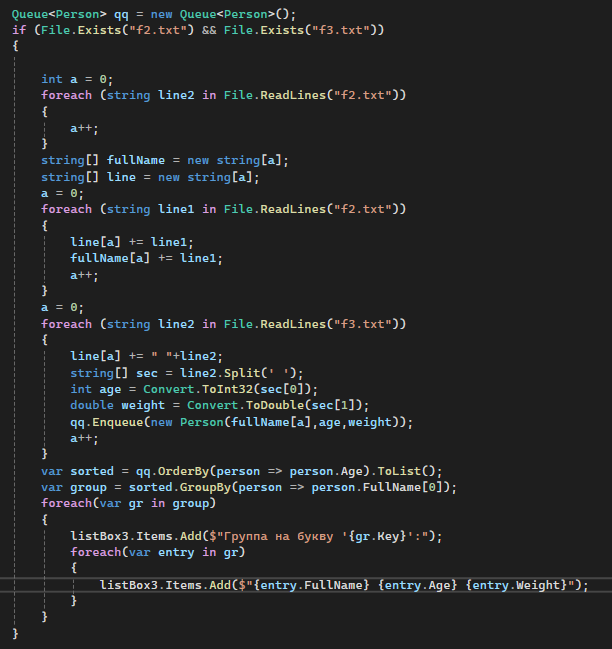 Queue<Person> qq = new Queue<Person>();
if (File.Exists("f2.txt") && File.Exists("f3.txt"))
{
int a = 0;
foreach (string line2 in File.ReadLines("f2.txt"))
{
a++;
}
string[] fullName = new string[a];
string[] line = new string[a];
a = 0;
foreach (string line1 in File.ReadLines("f2.txt"))
{
line[a] += line1;
fullName[a] += line1;
a++;
}
a = 0;
foreach (string line2 in File.ReadLines("f3.txt"))
{
line[a] += " "+line2;
string[] sec = line2.Split(' ');
int age = Convert.ToInt32(sec[0]);
double weight = Convert.ToDouble(sec[1]);
qq.Enqueue(new Person(fullName[a],age,weight));
a++;
}
var sorted = qq.OrderBy(person => person.Age).ToList();
var group = sorted.GroupBy(person => person.FullName[0]);
foreach(var gr in group)
{
listBox3.Items.Add($"Группа на букву '{gr.Key}':");
foreach(var entry in gr)
{
listBox3.Items.Add($"{entry.FullName} {entry.Age} {entry.Weight}");
}
}
}